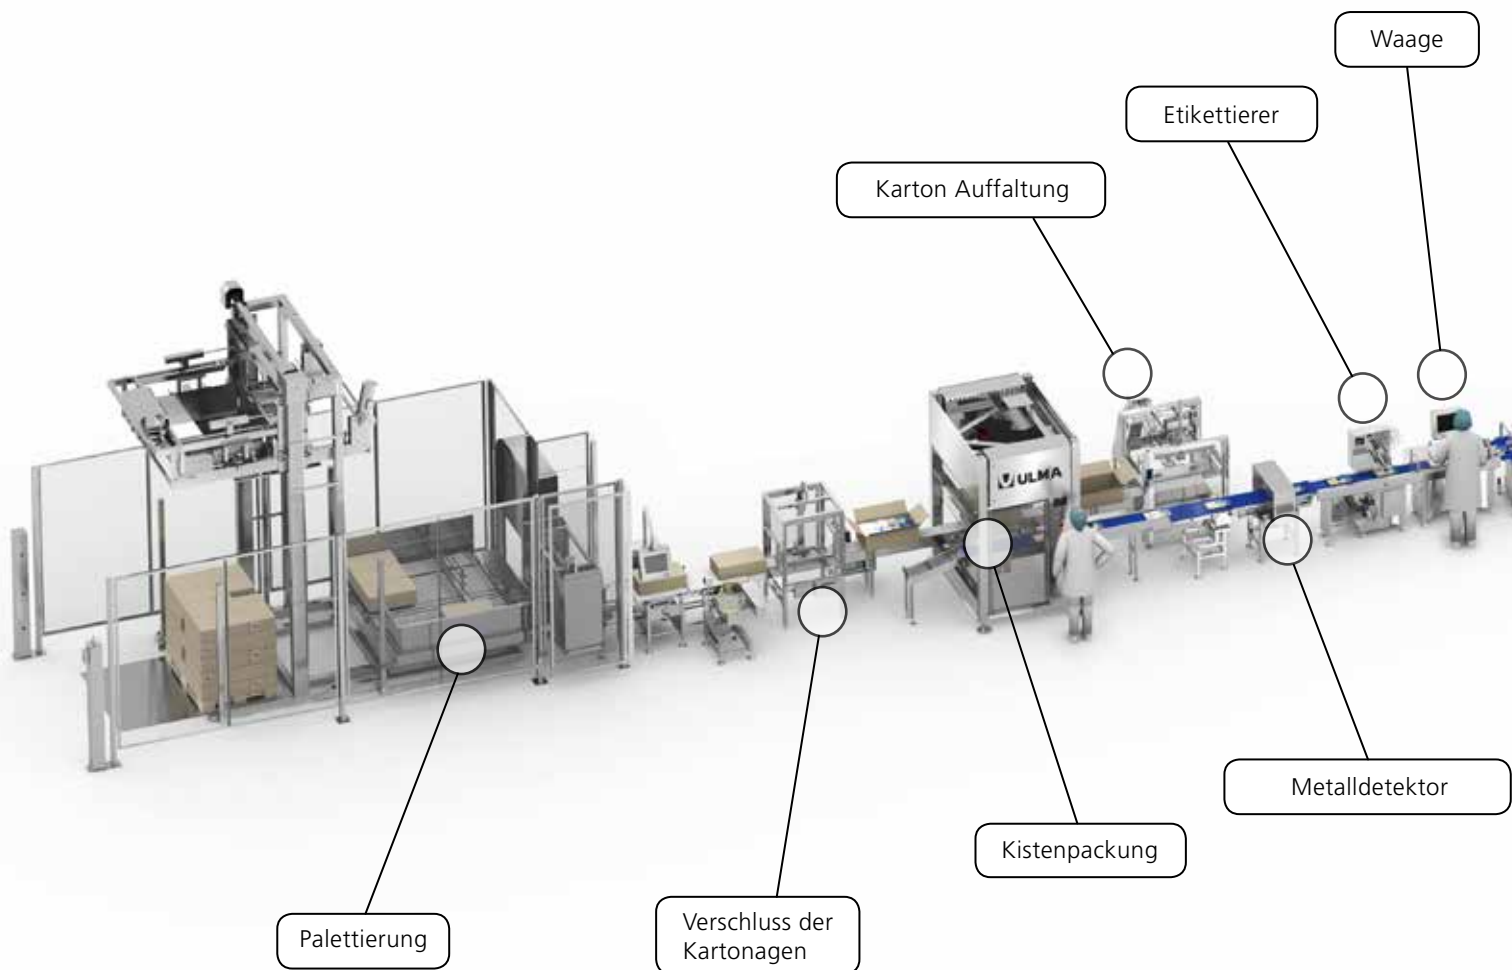 Waage
Etikettierer
Karton Auffaltung
ULMA
Metalldetektor
Kistenpackung
Verschluss der
Kartonagen
Palettierung